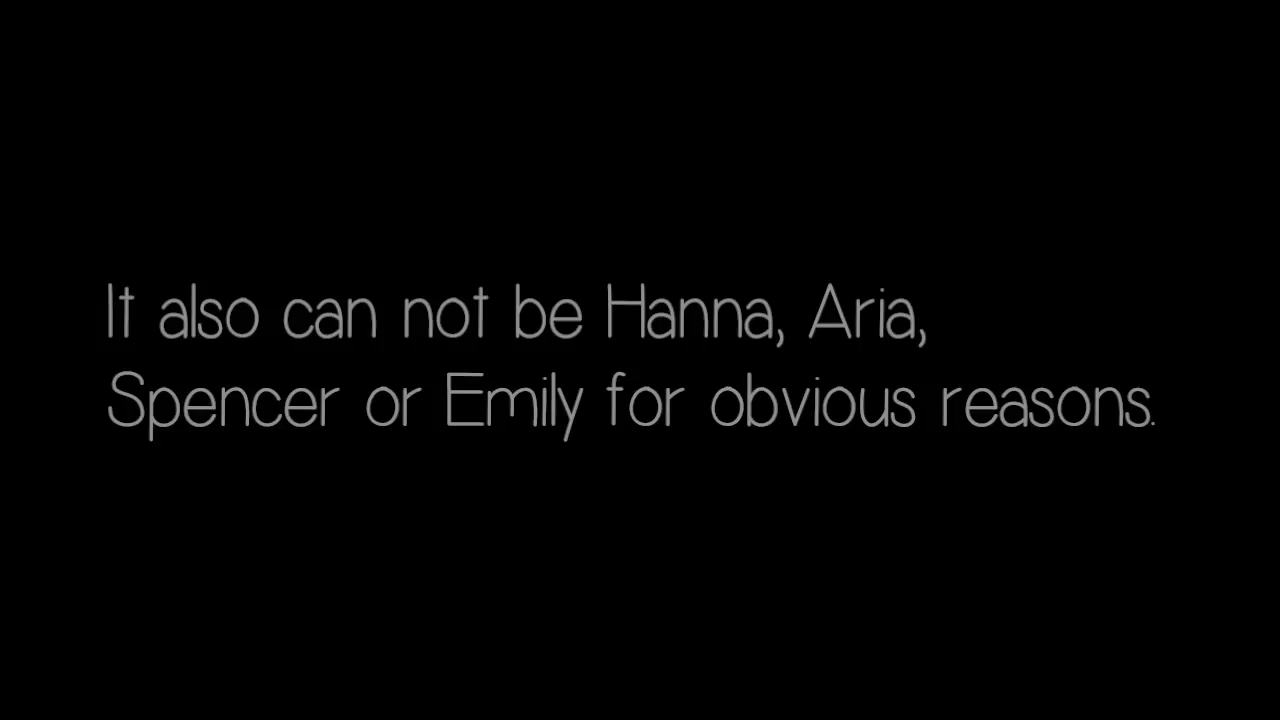 It also can not be Hanna, Aria,
Spencer or Emily for obvious reasons.